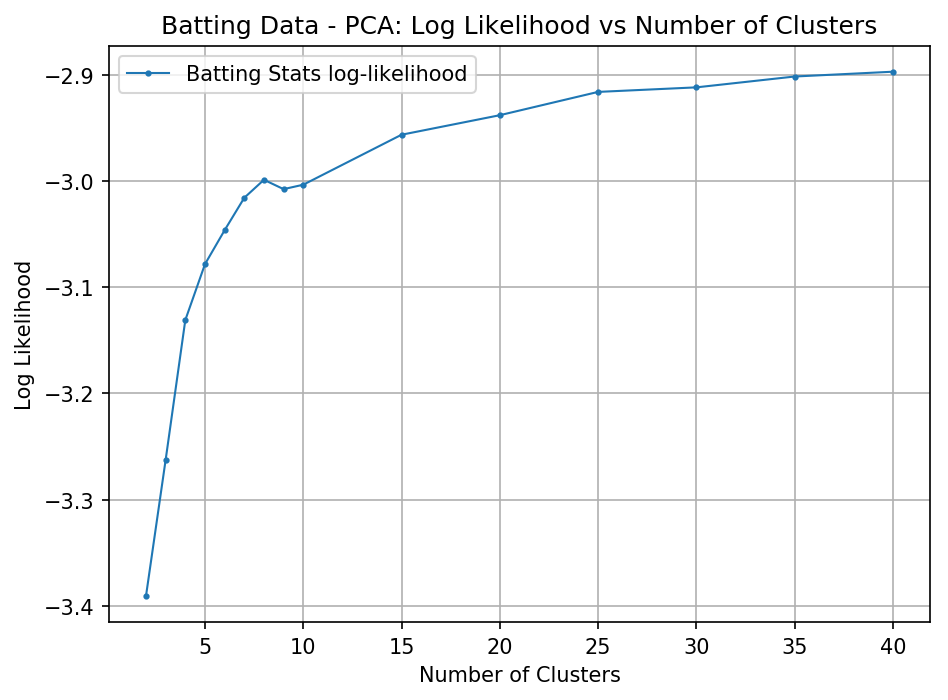 Batting Data - PCA: Log Likelihood vs Number of Clusters
Batting Stats log-likelihood
Log Likelihood
−2.9
−3.0
−3.1
−3.2
−3.3
−3.4
5 10 15 20 25 30 35 40
Number of Clusters